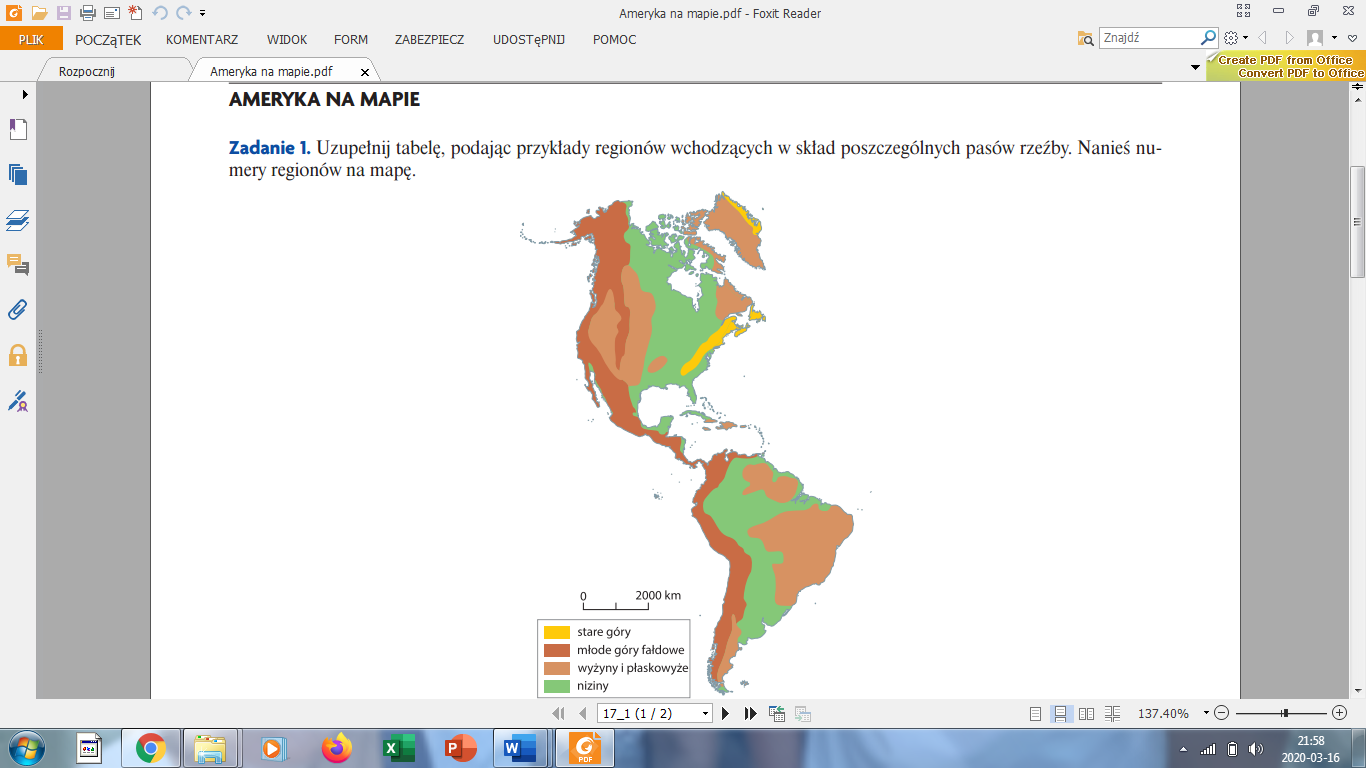 Ameryka na mapie.pdf - Foxit Reader
PLIK POCZĄTEK KOMENTARZ WIDOK FORM ZABEZPIECZ UDOSTĘPNIJ POMOC Znajdź
Create PDF from Office
Convert PDF to Office
Rozpocznij Ameryka na mapie.pdf
AMERYKA NA MAPIE
Zadanie 1. Uzupełnij tabelę, podając przykłady regionów wchodzących w skład poszczególnych pasów rzeźby. Nanieś nu-
mery regionów na mapę.
0 2000 km
stare góry
młode góry fałdowe
wyżyny i płaskowyże
niziny
17_1 (1 / 2) 137.40%
21:58
2020-03-16